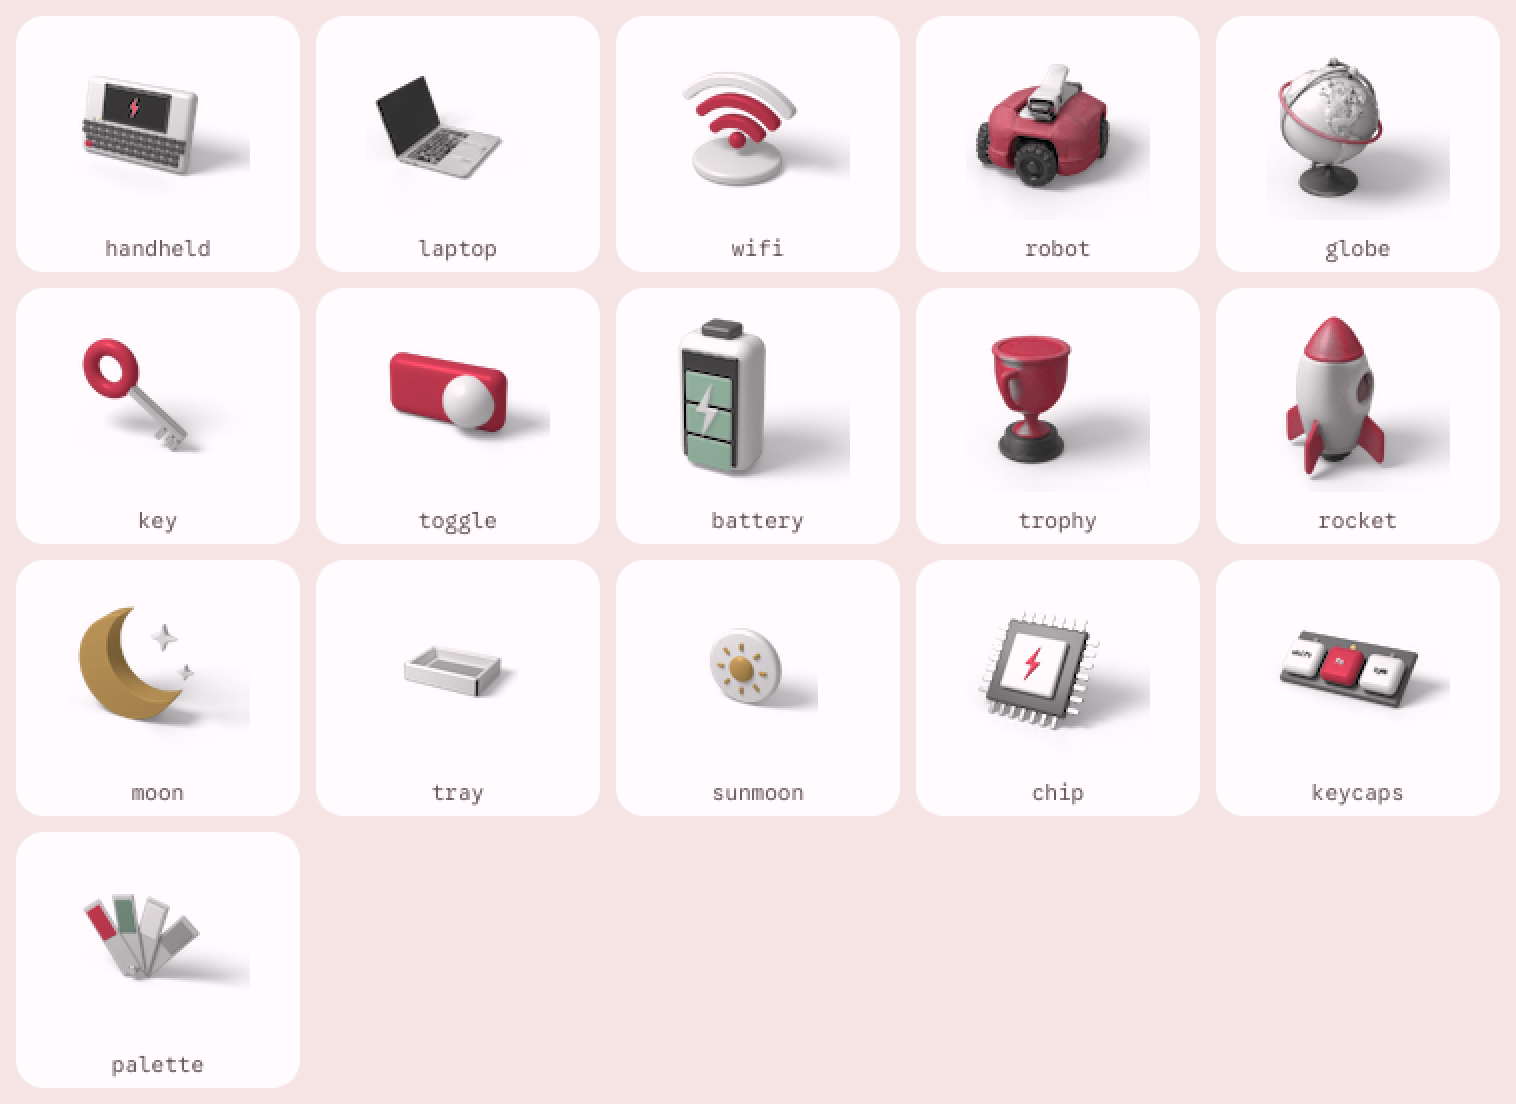 handheld
laptop
wifi
robot
globe
key
toggle
battery
trophy
rocket
moon
tray
sunmoon
chip
keycaps
palette